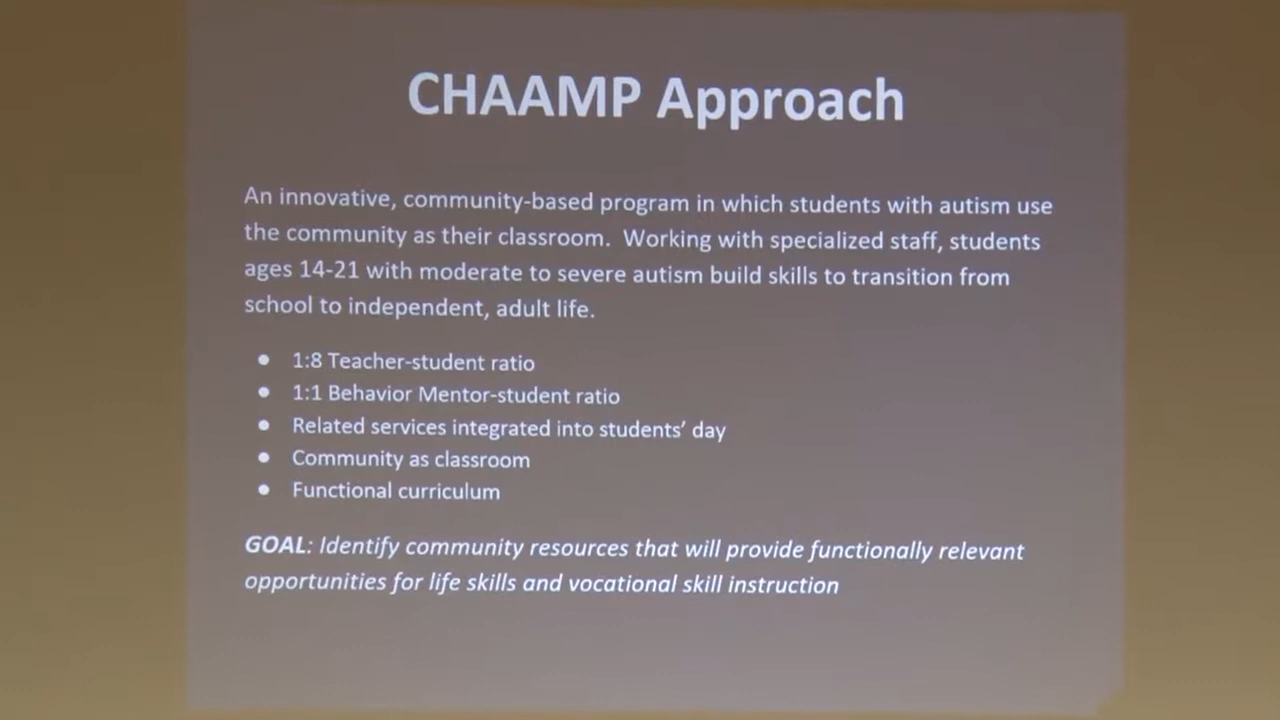 CHAAMP Approach
An innovative, community-based program in which students with autism use
the community as their classroom.  Working with specialized staff, students
ages 14-21 with moderate to severe autism build skills to transition from
school to independent, adult life.
● 1:8 Teacher-student ratio
● 1:1 Behavior Mentor-student ratio
● Related services integrated into students’ day
● Community as classroom
● Functional curriculum
GOAL: Identify community resources that will provide functionally relevant
opportunities for life skills and vocational skill instruction